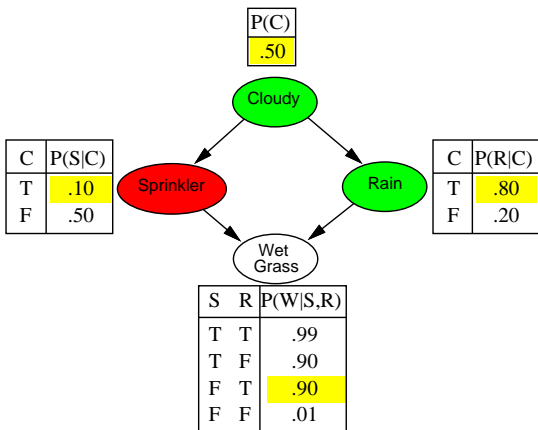 P(C)
.50
Cloudy
C P(S|C)
T .10
F .50
Sprinkler
Rain
C P(R|C)
T .80
F .20
Wet
Grass
S R P(W|S,R)
T T .99
T F .90
F T .90
F F .01